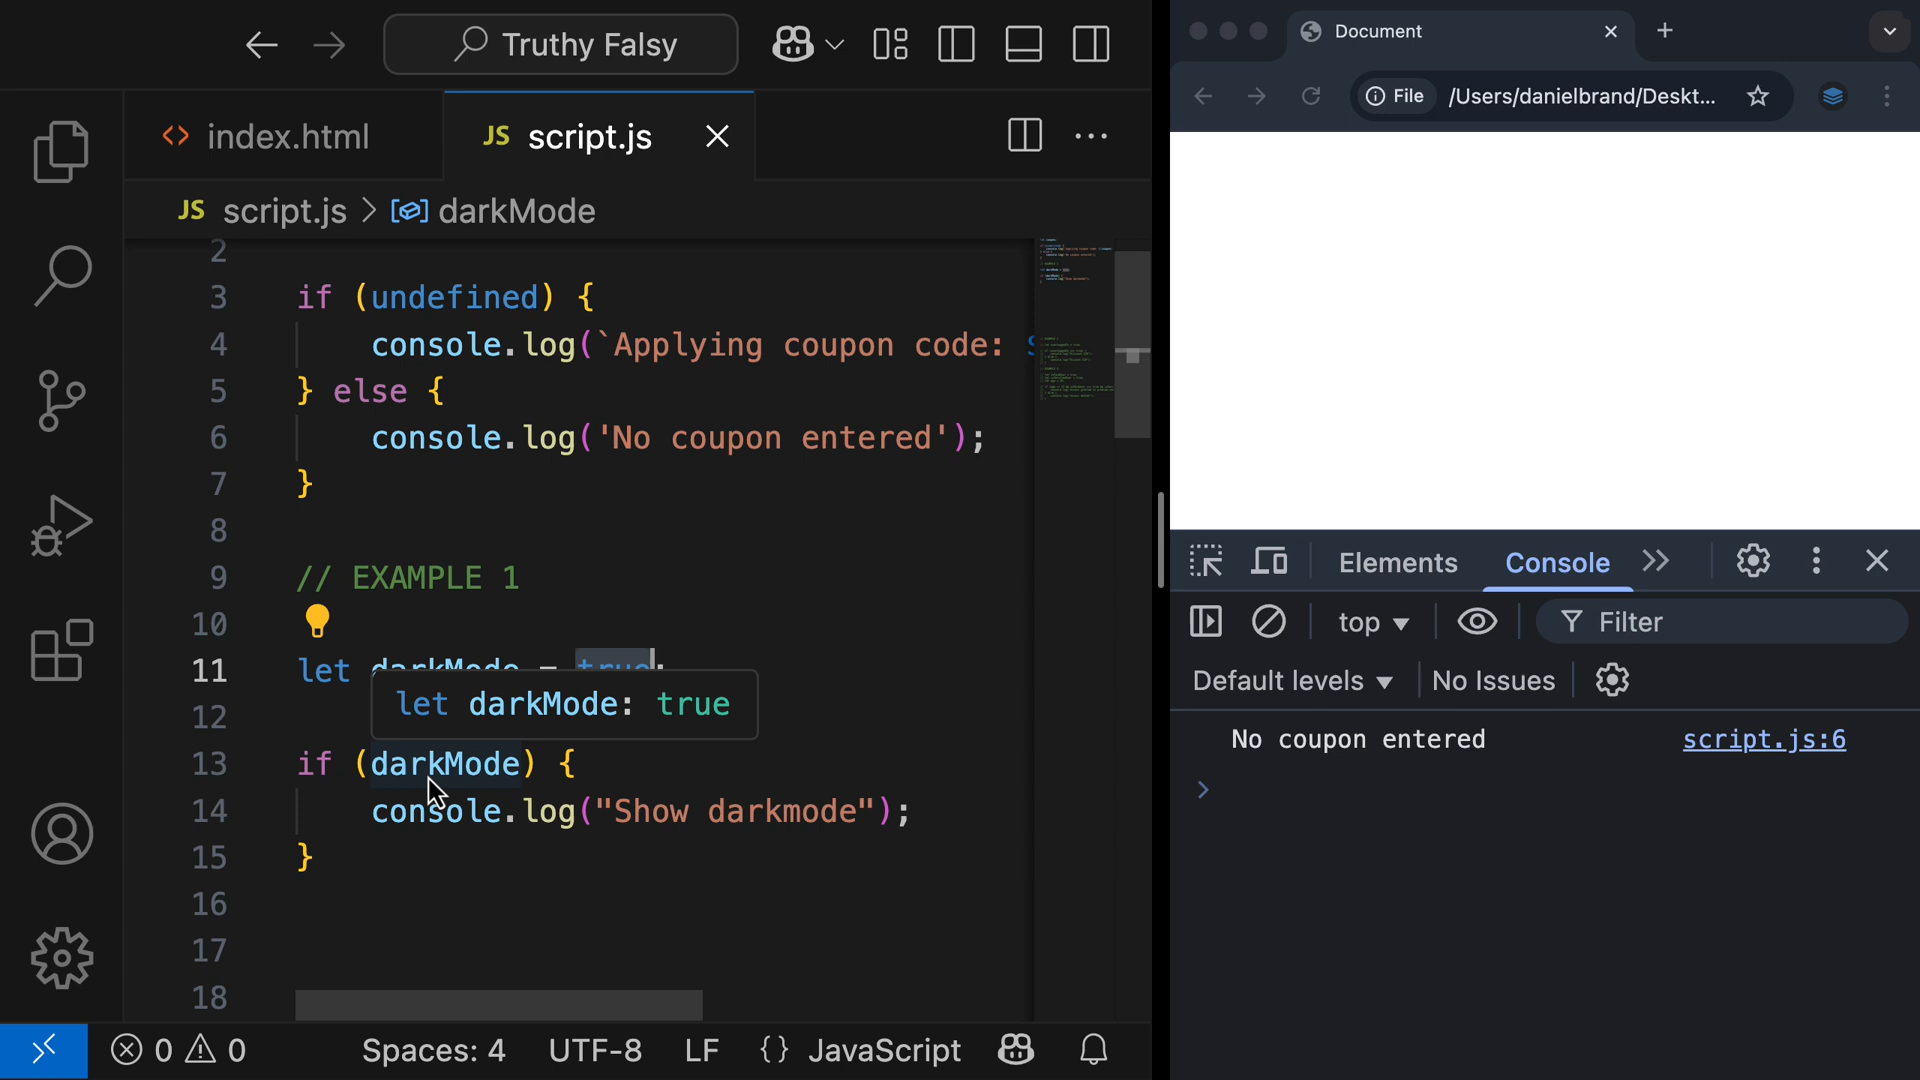 Truthy Falsy
index.html
JS script.js
JS script.js > darkMode
2
3 if (undefined) {
4 console.log(`Applying coupon code:
5 } else {
6 console.log('No coupon entered');
7 }
8
9 // EXAMPLE 1
10
11 let darkMode = true;
let darkMode: true
12
13 if (darkMode) {
14 console.log("Show darkmode");
15 }
16
17
18
0 0 Spaces: 4 UTF-8 LF {} JavaScript
Document
File /Users/danielbrand/Deskt...
Elements Console
top Filter
Default levels No Issues
No coupon entered script.js:6